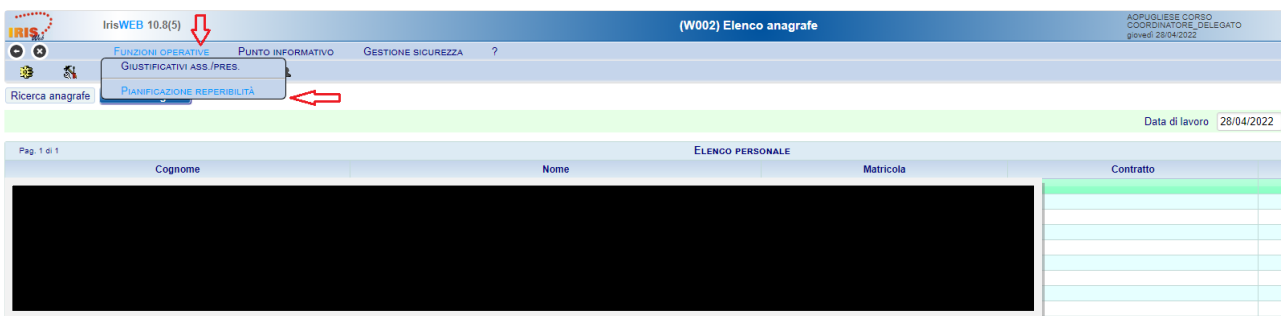 IRIS
IrisWEB 10.8(5)
(W002) Elenco anagrafe
AOPUGLIESE CORSO
COORDINATORE_DELEGATO
giovedì 28/04/2022
FUNZIONI OPERATIVE PUNTO INFORMATIVO GESTIONE SICUREZZA ?
GIUSTIFICATIVI ASS./PRES.
PIANIFICAZIONE REPERIBILITÀ
Ricerca anagrafe
Data di lavoro 28/04/2022
Pag. 1 di 1 ELENCO PERSONALE
Cognome Nome Matricola Contratto